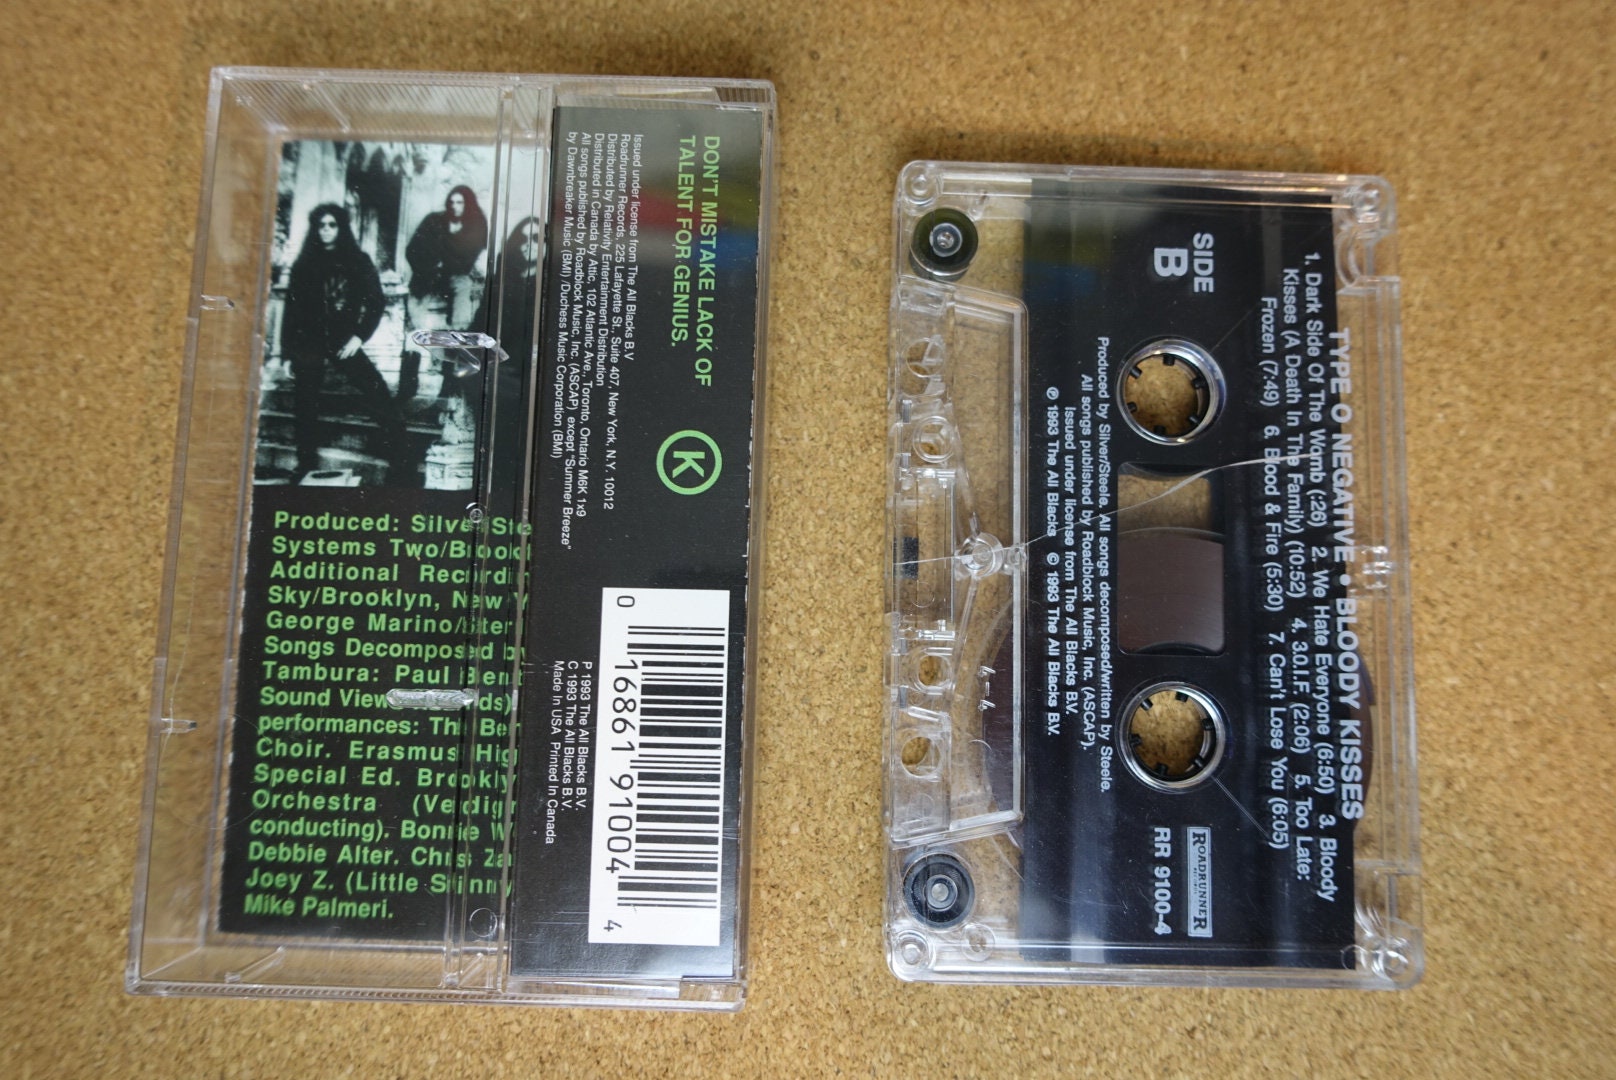 DON'T MISTAKE LACK OF
TALENT FOR GENIUS.
K
Issued under license from The All Blacks B.V
Roadrunner Records, 225 Lafayette St., Suite 407, New York, N.Y. 10012
Distributed by Relativity Entertainment Distribution
Distributed in Canada by Attic, 102 Atlantic Ave., Toronto, Ontario M6K 1x9
All songs published by Roadblock Music, Inc. (ASCAP) except "Summer Breeze"
by Dawnbreaker Music (BMI) /Duchess Music Corporation (BMI)
0 16861 91004 4
P 1993 The All Blacks B.V.
C 1993 The All Blacks B.V.
Made In USA Printed In Canada
Produced: Silver/Ste
Systems Two/Brookl
Additional Recordin
Sky/Brooklyn, New Y
George Marino/Ster
Songs Decomposed by
Tambura: Paul Bent
Sound View
performances: The Ben
Choir. Erasmus Hig
Special Ed. Brookly
Orchestra (Verdig
conducting). Bonnie W
Debbie Alter. Chris Za
Joey Z. (Little Skinny
Mike Palmeri.
TYPE O NEGATIVE • BLOODY KISSES
SIDE
B
1. Dark Side Of The Womb (:26) 2. We Hate Everyone (6:50) 3. Bloody
Kisses (A Death In The Family) (10:52) 4. 3.0.I.F. (2:06) 5. Too Late:
Frozen (7:49) 6. Blood & Fire (5:30) 7. Can't Lose You (6:05)
ROADRUNNER
RECORDS
RR 9100-4
Produced by Silver/Steele. All songs decomposed/written by Steele.
All songs published by Roadblock Music, Inc. (ASCAP).
Issued under license from The All Blacks B.V.
℗ 1993 The All Blacks © 1993 The All Blacks B.V.
4-4